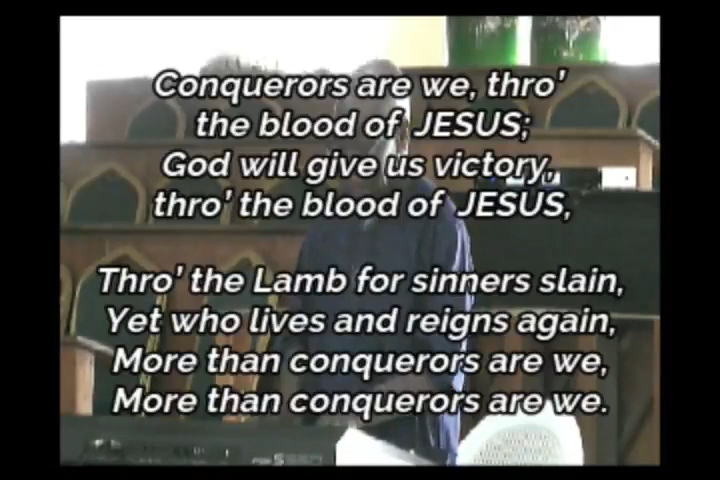 Conquerors are we, thro'
the blood of JESUS;
God will give us victory,
thro' the blood of JESUS,
Thro' the Lamb for sinners slain,
Yet who lives and reigns again,
More than conquerors are we,
More than conquerors are we.